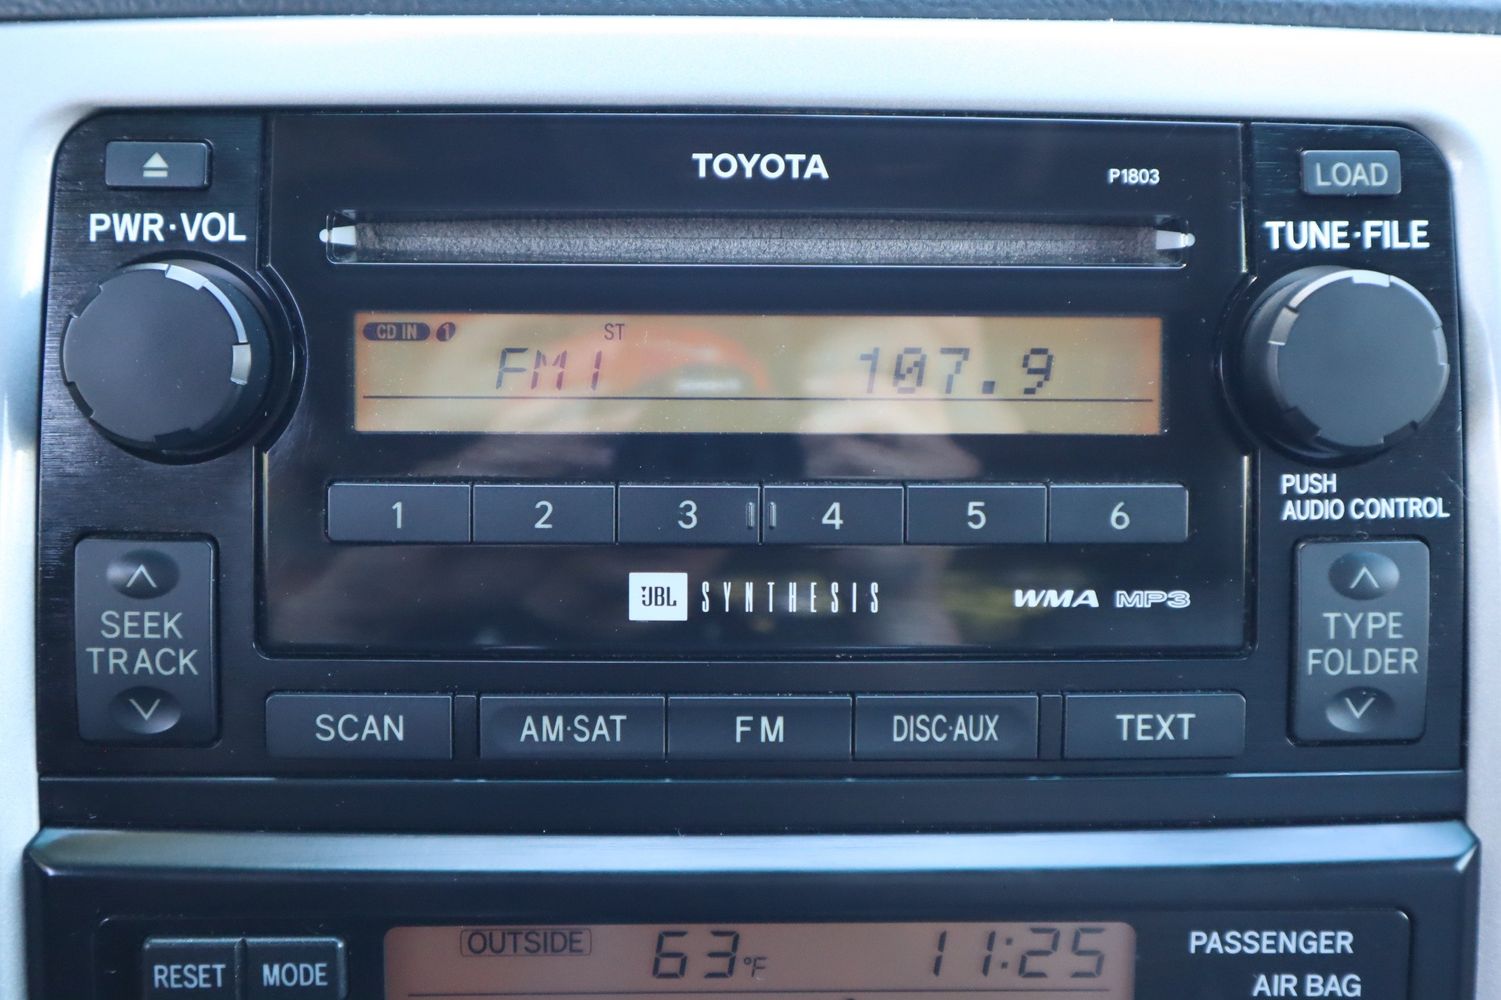 TOYOTA
P1803
LOAD
PWR·VOL
TUNE·FILE
CD IN 1
ST
FM1 107.9
PUSH
AUDIO CONTROL
1 2 3 4 5 6
JBL SYNTHESIS
WMA MP3
SEEK
TRACK
TYPE
FOLDER
SCAN AM·SAT FM DISC·AUX TEXT
OUTSIDE 63°F 11:25
RESET MODE
PASSENGER
AIR BAG